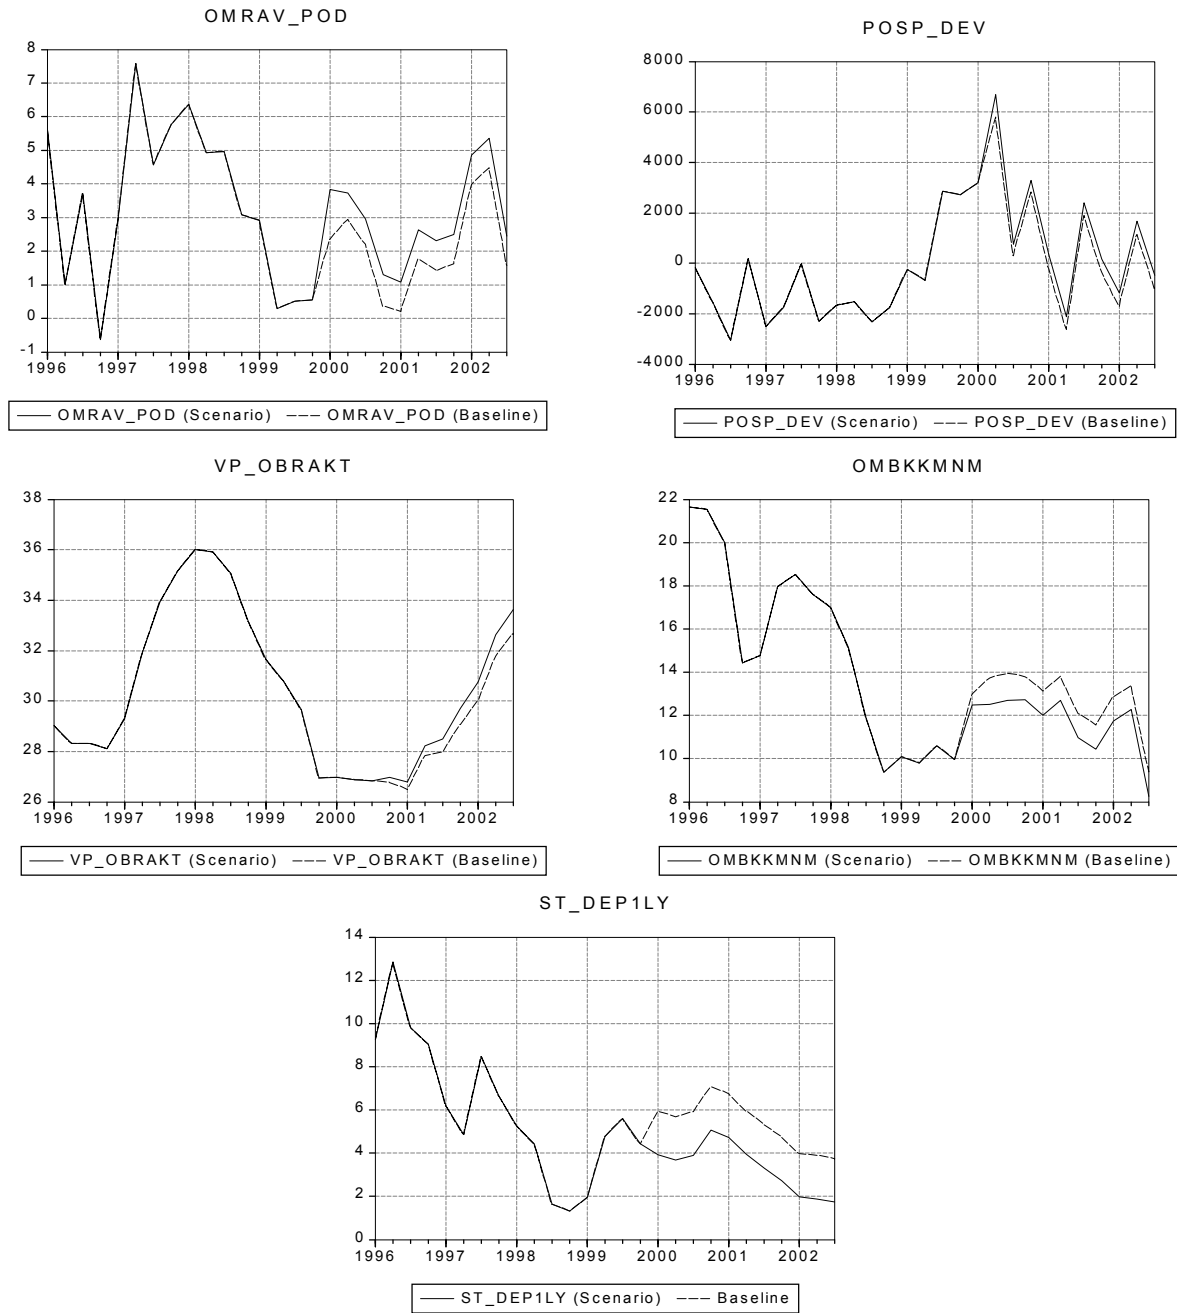 OMRAV_POD
8
7
6
5
4
3
2
1
0
-1
1996 1997 1998 1999 2000 2001 2002
OMRAV_POD (Scenario) OMRAV_POD (Baseline)
POSP_DEV
8000
6000
4000
2000
0
-2000
-4000
1996 1997 1998 1999 2000 2001 2002
POSP_DEV (Scenario) POSP_DEV (Baseline)
VP_OBRAKT
38
36
34
32
30
28
26
1996 1997 1998 1999 2000 2001 2002
VP_OBRAKT (Scenario) VP_OBRAKT (Baseline)
OMBKKMNM
22
20
18
16
14
12
10
8
1996 1997 1998 1999 2000 2001 2002
OMBKKMNM (Scenario) OMBKKMNM (Baseline)
ST_DEP1LY
14
12
10
8
6
4
2
0
1996 1997 1998 1999 2000 2001 2002
ST_DEP1LY (Scenario) Baseline